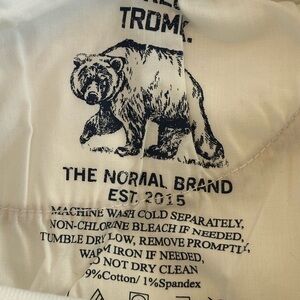 TRDMK.
THE NORMAL BRAND
EST. 2015
MACHINE WASH COLD SEPARATELY,
NON-CHLORINE BLEACH IF NEEDED,
TUMBLE DRY LOW, REMOVE PROMPTLY,
WARM IRON IF NEEDED,
DO NOT DRY CLEAN
9%Cotton/ 1%Spandex